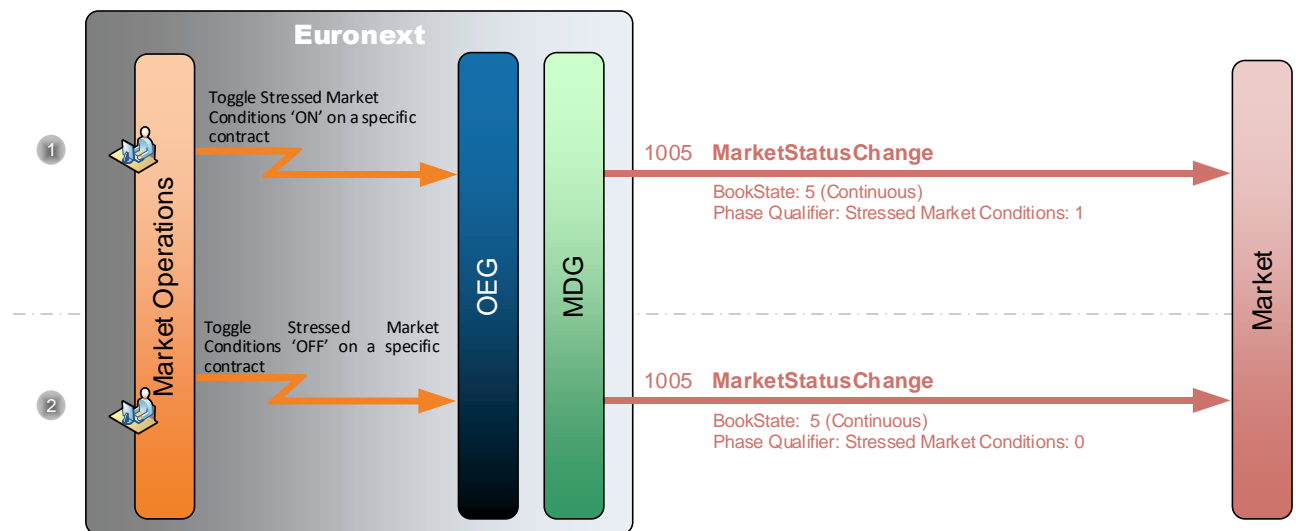 Euronext
Toggle Stressed Market
Conditions ‘ON’ on a specific
contract
1
1005 MarketStatusChange
BookState: 5 (Continuous)
Phase Qualifier: Stressed Market Conditions: 1
Market Operations
OEG
MDG
Market
Toggle Stressed Market
Conditions ‘OFF’ on a specific
contract
2
1005 MarketStatusChange
BookState: 5 (Continuous)
Phase Qualifier: Stressed Market Conditions: 0